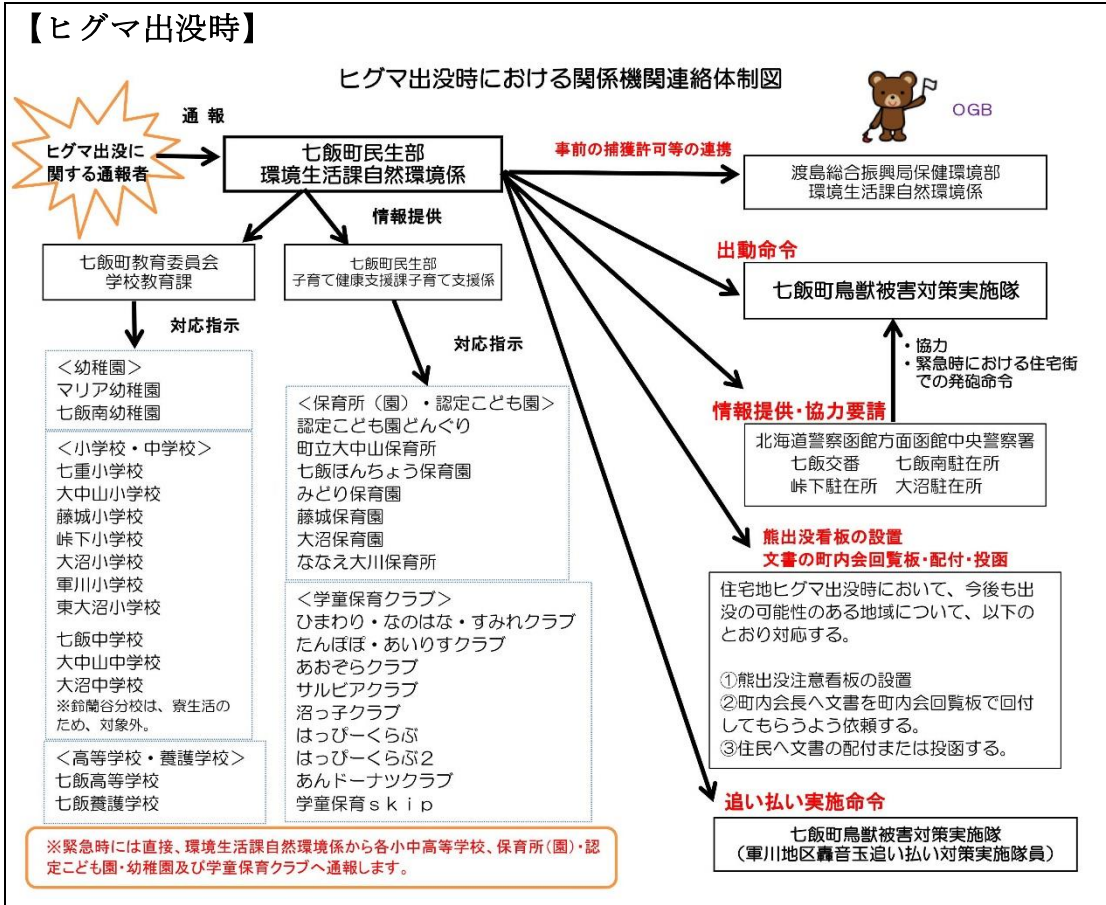 【ヒグマ出没時】
ヒグマ出没時における関係機関連絡体制図
OGB
通 報
ヒグマ出没に
関する通報者
七飯町民生部
環境生活課自然環境係
事前の捕獲許可等の連携
渡島総合振興局保健環境部
環境生活課自然環境係
情報提供
七飯町教育委員会
学校教育課
七飯町民生部
子育て健康支援課子育て支援係
対応指示
<幼稚園>
マリア幼稚園
七飯南幼稚園
<小学校・中学校>
七重小学校
大中山小学校
藤城小学校
峠下小学校
大沼小学校
軍川小学校
東大沼小学校
七飯中学校
大中山中学校
大沼中学校
※鈴蘭谷分校は、寮生活の
ため、対象外。
<高等学校・養護学校>
七飯高等学校
七飯養護学校
対応指示
<保育所(園)・認定こども園>
認定こども園どんぐり
町立大中山保育所
七飯ほんちょう保育園
みどり保育園
藤城保育園
大沼保育園
ななえ大川保育所
<学童保育クラブ>
ひまわり・なのはな・すみれクラブ
たんぽぽ・あいりすクラブ
あおぞらクラブ
サルビアクラブ
沼っ子クラブ
はっぴーくらぶ
はっぴーくらぶ2
あんドーナツクラブ
学童保育skip
出動命令
七飯町鳥獣被害対策実施隊
・協力
・緊急時における住宅街
での発砲命令
情報提供・協力要請
北海道警察函館方面函館中央警察署
七飯交番 七飯南駐在所
峠下駐在所 大沼駐在所
熊出没看板の設置
文書の町内会回覧板・配付・投函
住宅地ヒグマ出没時において、今後も出
没の可能性のある地域について、以下の
とおり対応する。
①熊出没注意看板の設置
②町内会長へ文書を町内会回覧板で回付
してもらうよう依頼する。
③住民へ文書の配付または投函する。
追い払い実施命令
七飯町鳥獣被害対策実施隊
(軍川地区轟音玉追い払い対策実施隊員)
※緊急時には直接、環境生活課自然環境係から各小中高等学校、保育所(園)・認
定こども園・幼稚園及び学童保育クラブへ通報します。